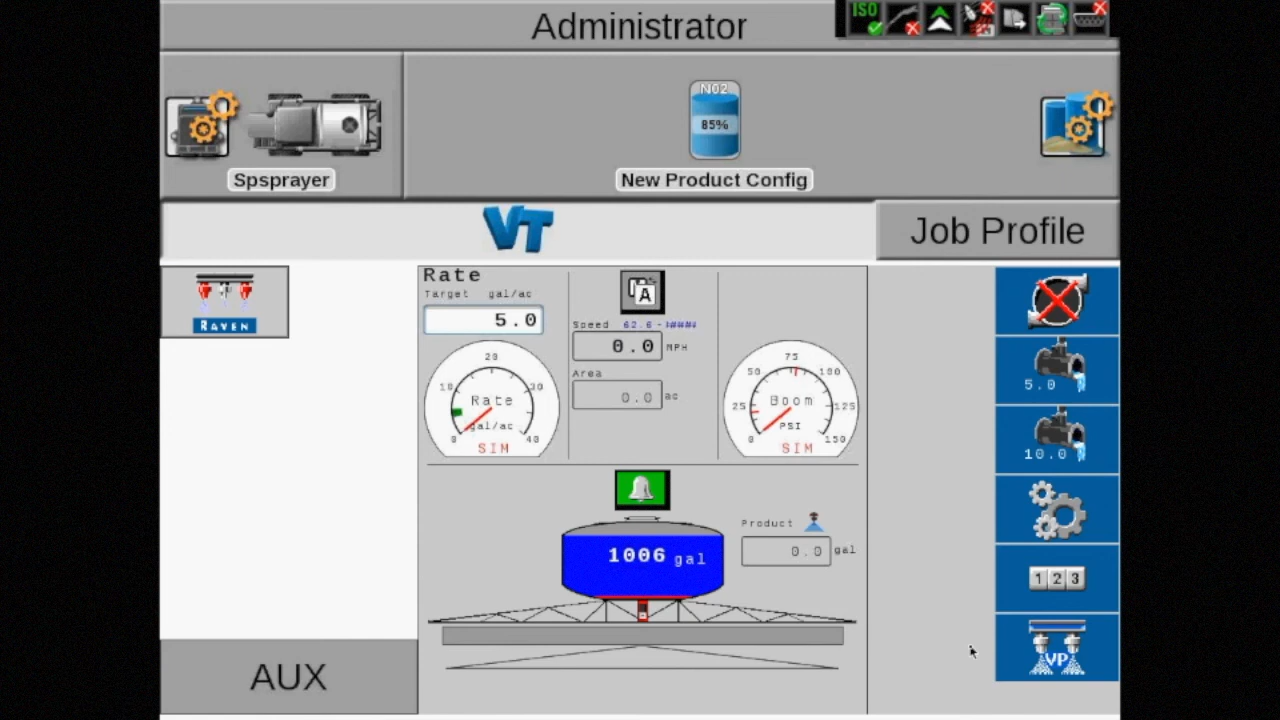 Administrator
ISO
NO2
85%
Spsprayer
New Product Config
VT
Job Profile
RAVEN
Rate
Target gal/ac
5.0
A
Speed 62.6-####
0.0 MPH
Area
0.0 ac
0 10 20 30 40
Rate
gal/ac
SIM
0 25 50 75 100 125 150
Boom
PSI
SIM
1006 gal
Product
0.0 gal
5.0
10.0
1 2 3
VP
AUX